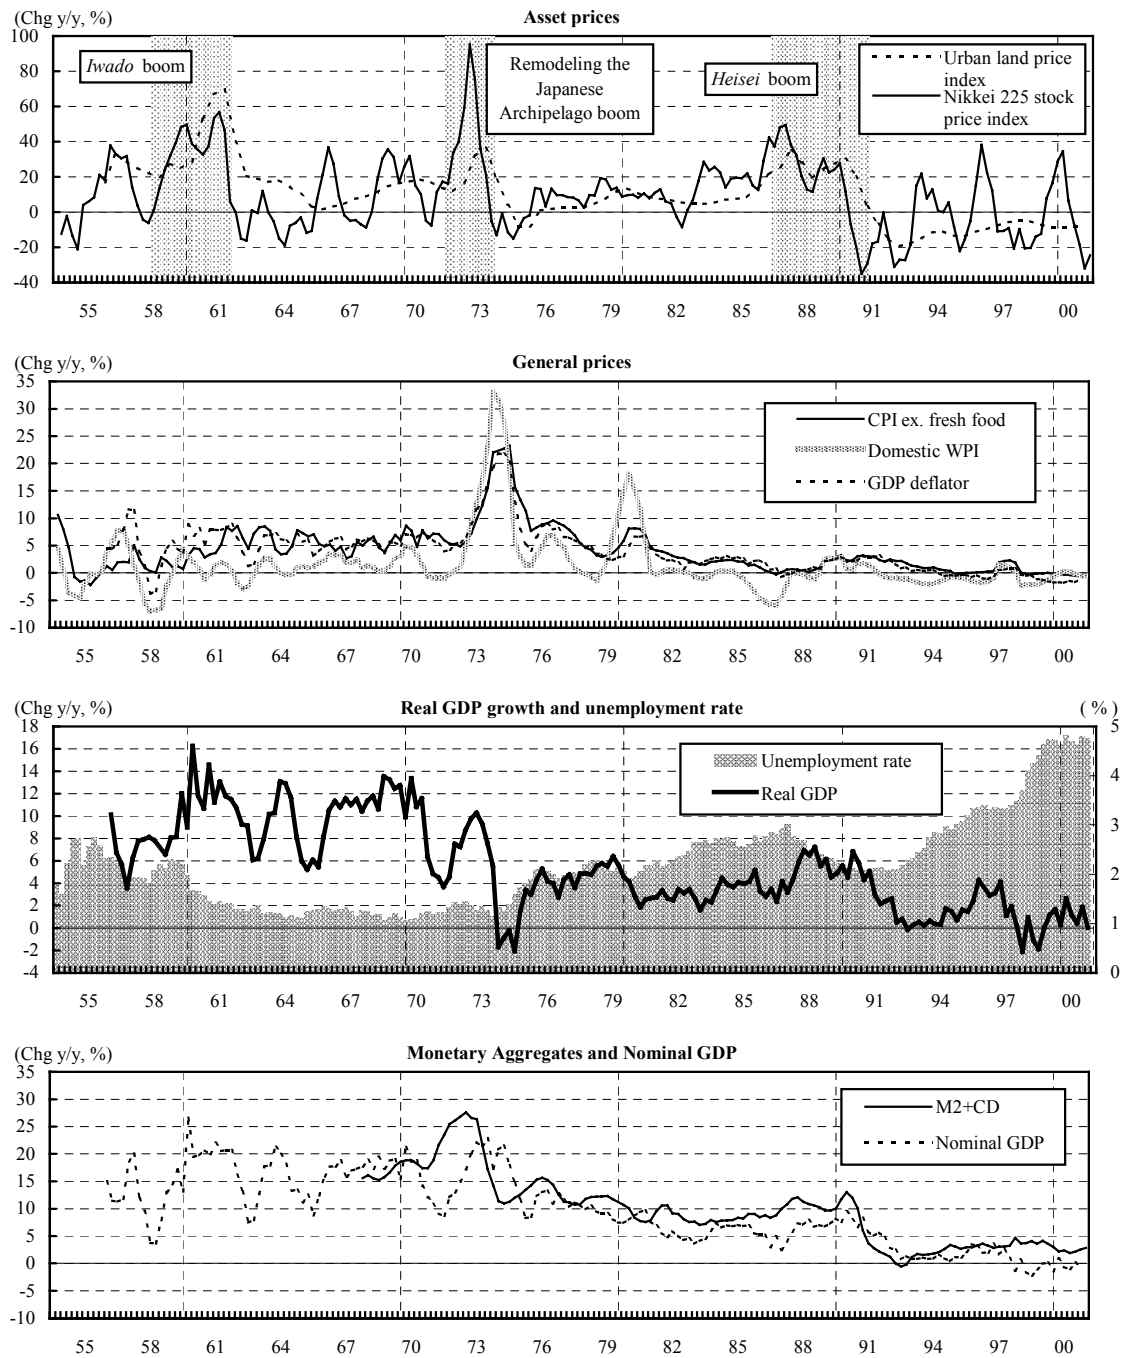 (Chg y/y, %)
Asset prices
100
80
60
40
20
0
-20
-40
Iwado boom
Remodeling the
Japanese
Archipelago boom
Heisei boom
Urban land price
index
Nikkei 225 stock
price index
55 58 61 64 67 70 73 76 79 82 85 88 91 94 97 00
(Chg y/y, %)
General prices
35
30
25
20
15
10
5
0
-5
-10
CPI ex. fresh food
Domestic WPI
GDP deflator
55 58 61 64 67 70 73 76 79 82 85 88 91 94 97 00
(Chg y/y, %)
Real GDP growth and unemployment rate
( % )
18
16
14
12
10
8
6
4
2
0
-2
-4
Unemployment rate
Real GDP
5
4
3
2
1
0
55 58 61 64 67 70 73 76 79 82 85 88 91 94 97 00
(Chg y/y, %)
Monetary Aggregates and Nominal GDP
35
30
25
20
15
10
5
0
-5
-10
M2+CD
Nominal GDP
55 58 61 64 67 70 73 76 79 82 85 88 91 94 97 00